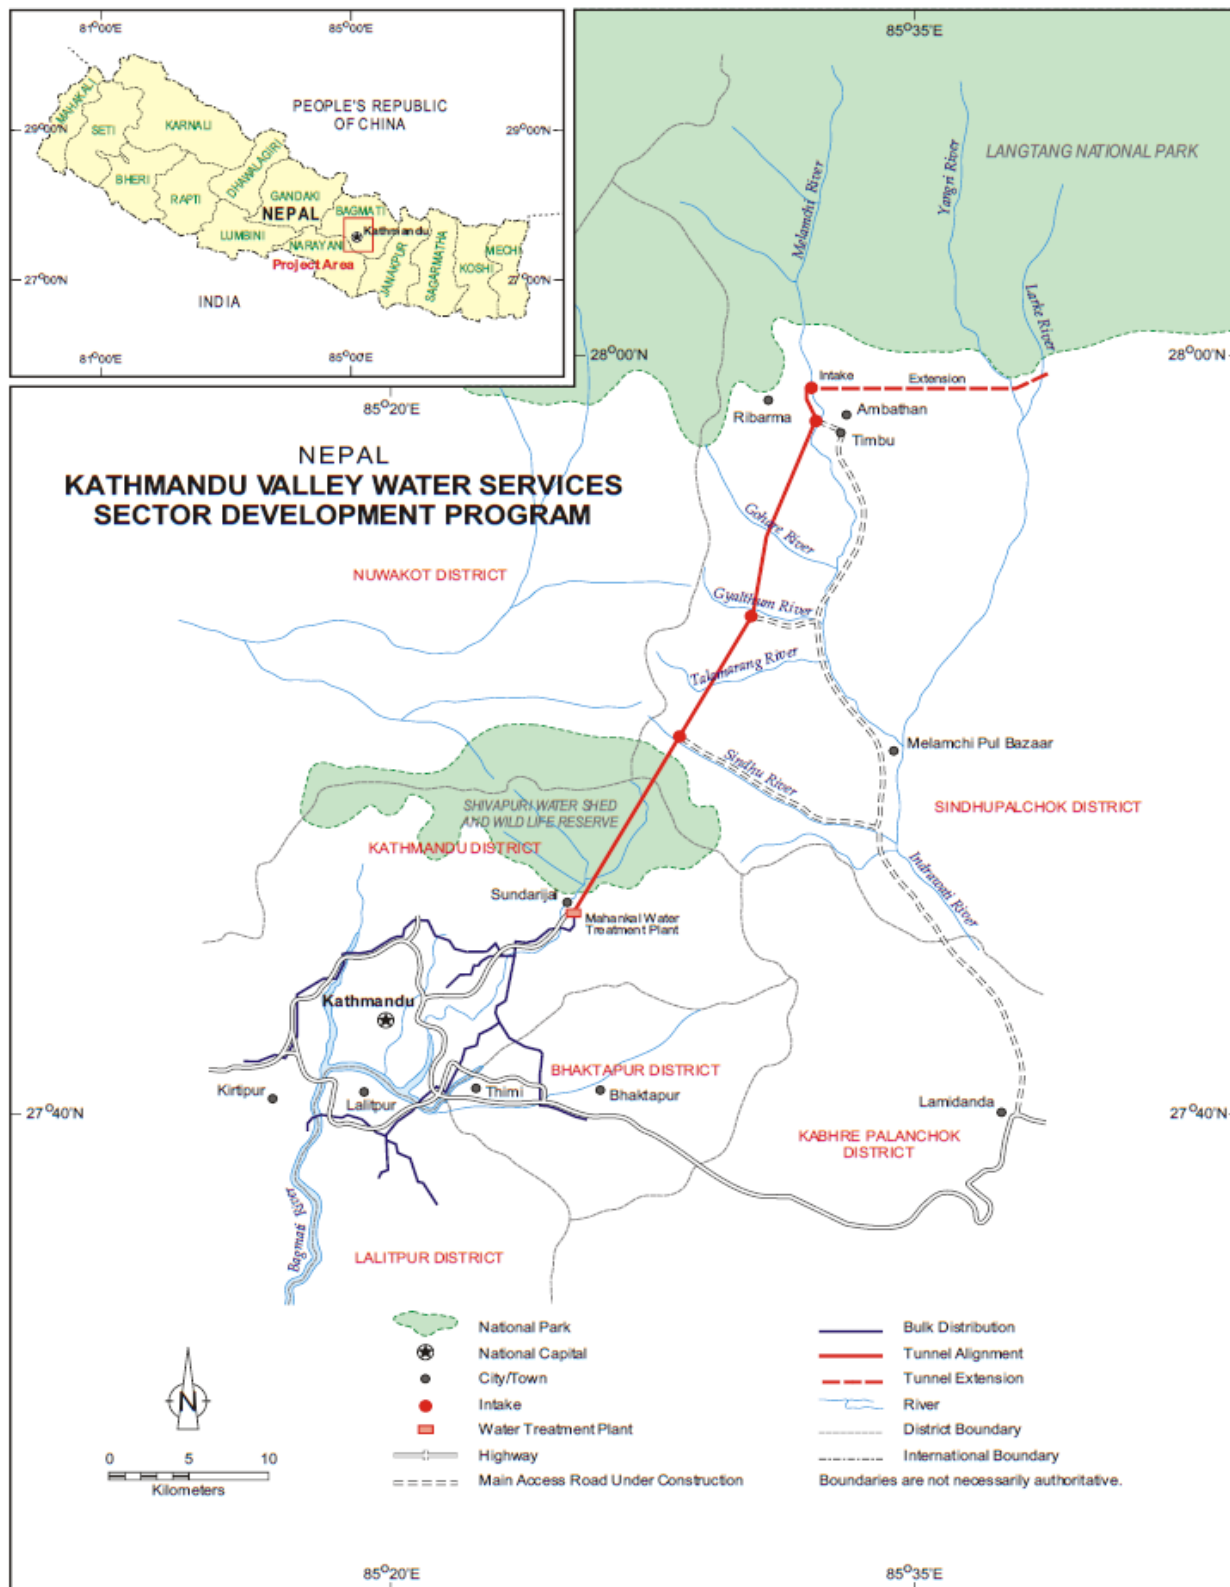 81°00'E
85°00'E
85°35'E
PEOPLE'S REPUBLIC
OF CHINA
29°00'N
29°00'N
MAHAKALI
SETI
KARNALI
BHERI
RAPTI
DHAWALAGIRI
GANDAKI
NEPAL
BAGMATI
Kathmandu
LUMBINI
NARAYANI
JANAKPUR
SAGARMATHA
KOSHI
MECHI
Project Area
27°00'N
27°00'N
INDIA
81°00'E
85°00'E
LANGTANG NATIONAL PARK
Melamchi River
Yangri River
Larke River
28°00'N
28°00'N
85°20'E
Intake
Extension
Ribarma
Ambathan
Timbu
NEPAL
KATHMANDU VALLEY WATER SERVICES
SECTOR DEVELOPMENT PROGRAM
Gohare River
NUWAKOT DISTRICT
Gyalthum River
Talamarang River
Melamchi Pul Bazaar
Sindhu River
SHIVAPURI WATER SHED
AND WILD LIFE RESERVE
SINDHUPALCHOK DISTRICT
KATHMANDU DISTRICT
Indrawati River
Sundarijal
Mahankal Water
Treatment Plant
Kathmandu
BHAKTAPUR DISTRICT
Kirtipur
Lalitpur
Thimi
Bhaktapur
Lamidanda
27°40'N
27°40'N
KABHRE PALANCHOK
DISTRICT
Bagmati River
LALITPUR DISTRICT
National Park
National Capital
City/Town
Intake
Water Treatment Plant
Highway
Main Access Road Under Construction
Bulk Distribution
Tunnel Alignment
Tunnel Extension
River
District Boundary
International Boundary
Boundaries are not necessarily authoritative.
N
0 5 10
Kilometers
85°20'E
85°35'E